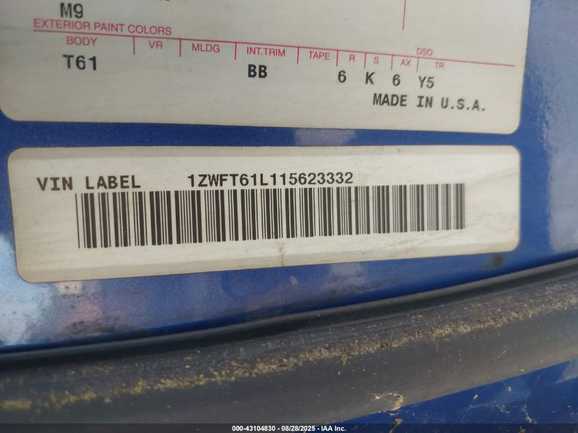 M9
EXTERIOR PAINT COLORS
DSO
BODY VR MLDG INT.TRIM TAPE R S AX TR
T61 BB 6 K 6 Y5
MADE IN U.S.A.
VIN LABEL 1ZWFT61L115623332
000-43104830 - 08/28/2025 - IAA Inc.